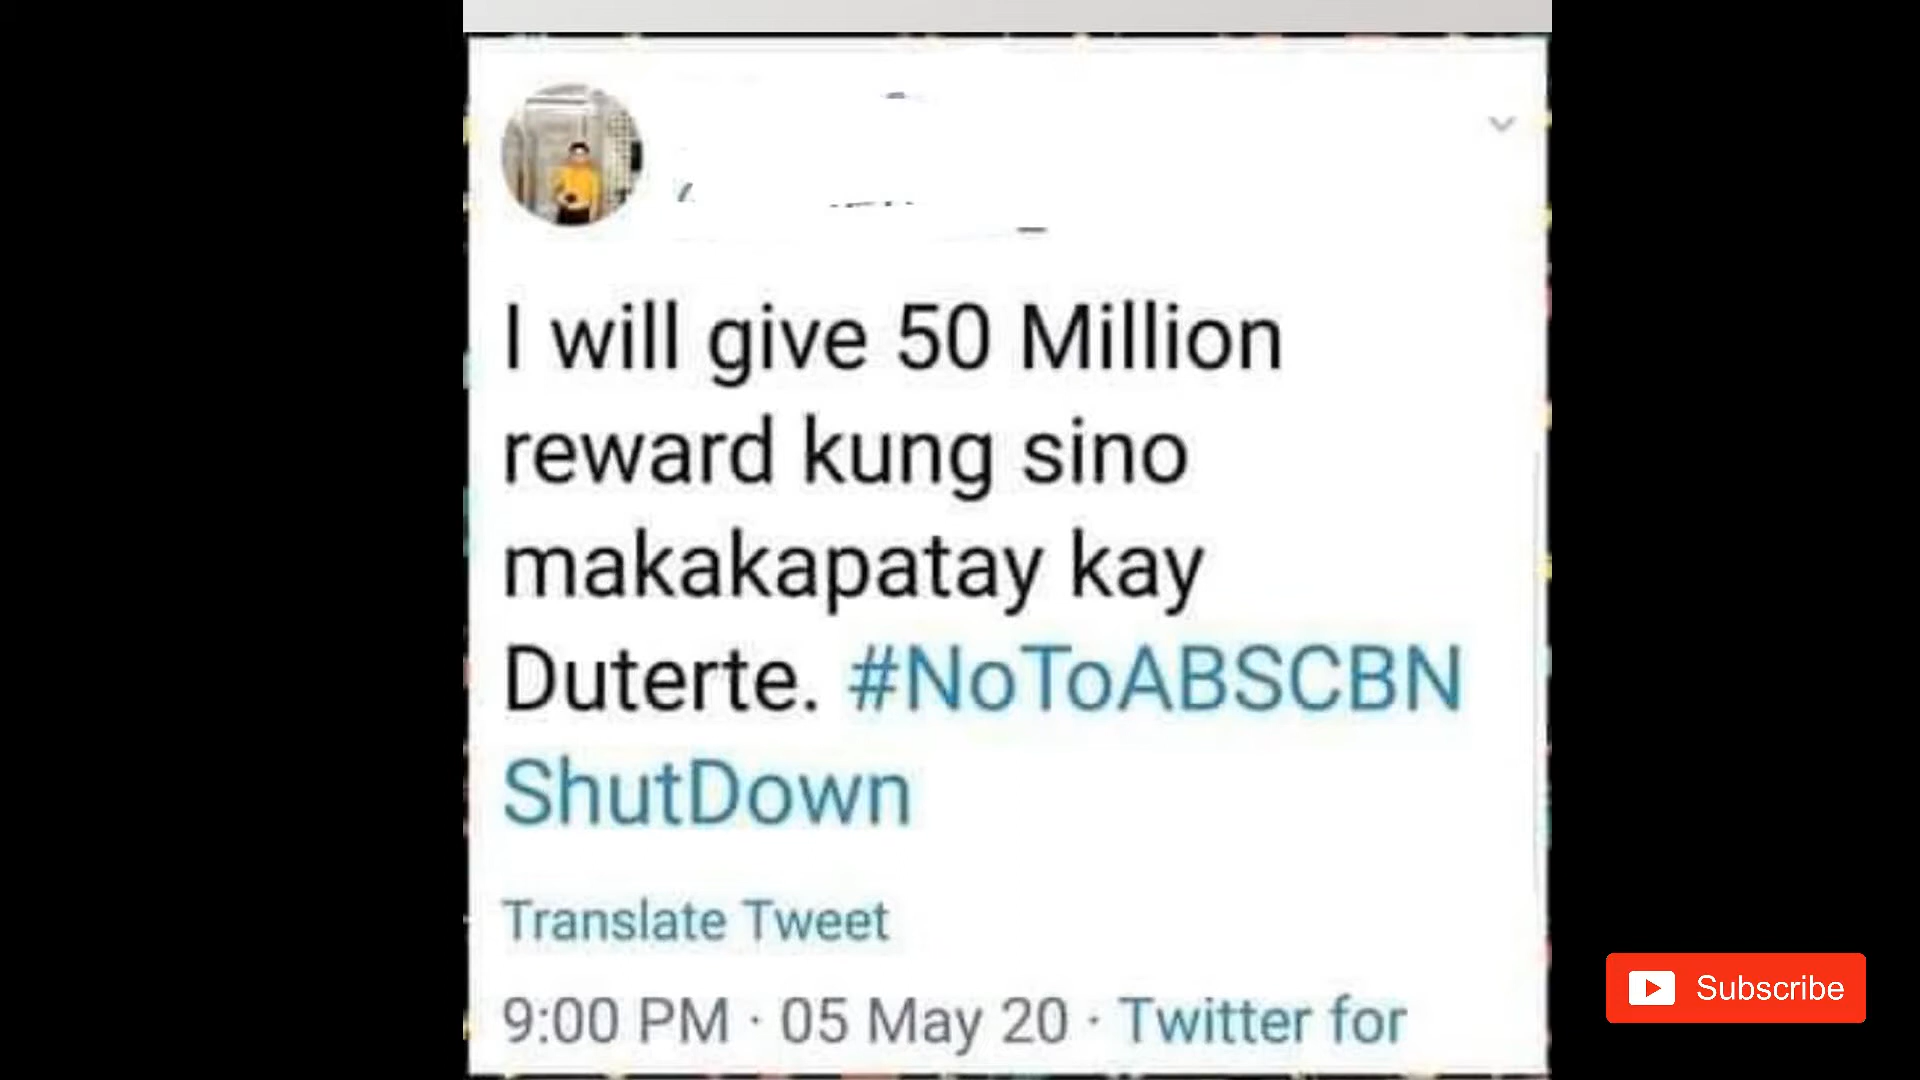 I will give 50 Million
reward kung sino
makakapatay kay
Duterte. #NoToABSCBN
ShutDown
Translate Tweet
9:00 PM · 05 May 20 · Twitter for
Subscribe